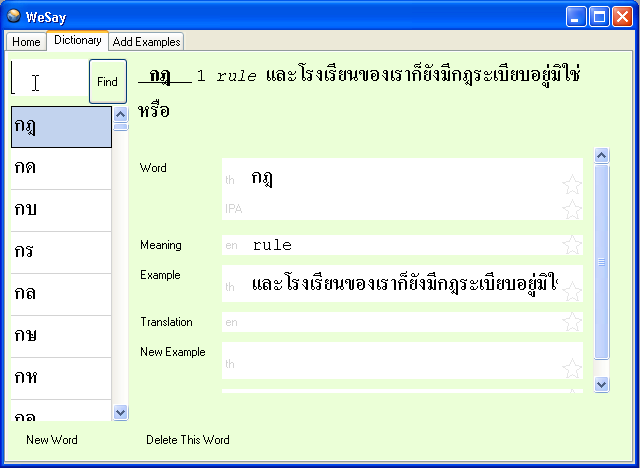 WeSay
Home Dictionary Add Examples
Find
กฎ
กด
กบ
กร
กล
กษ
กห
กอ
กฎ 1 rule และโรงเรียนของเราก็ยังมีกฎระเบียบอยู่มิใช่
หรือ
Word th กฎ
IPA
Meaning en rule
Example th และโรงเรียนของเราก็ยังมีกฎระเบียบอยู่มิใ
Translation en
New Example th
New Word Delete This Word